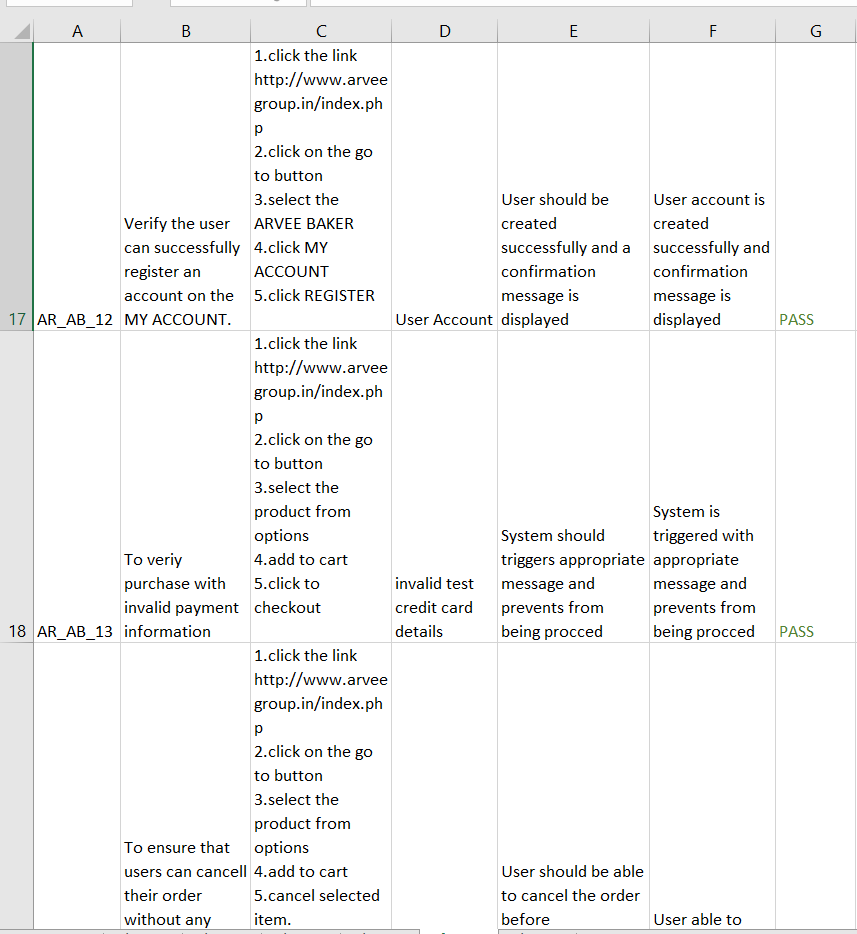 A B C D E F G
17
AR_AB_12
Verify the user
can successfully
register an
account on the
MY ACCOUNT.
1.click the link
http://www.arvee
group.in/index.ph
p
2.click on the go
to button
3.select the
ARVEE BAKER
4.click MY
ACCOUNT
5.click REGISTER
User Account
User should be
created
successfully and a
confirmation
message is
displayed
User account is
created
successfully and
confirmation
message is
displayed
PASS
18
AR_AB_13
To veriy
purchase with
invalid payment
information
1.click the link
http://www.arvee
group.in/index.ph
p
2.click on the go
to button
3.select the
product from
options
4.add to cart
5.click to
checkout
invalid test
credit card
details
System should
triggers appropriate
message and
prevents from
being procced
System is
triggered with
appropriate
message and
prevents from
being procced
PASS
To ensure that
users can cancell
their order
without any
1.click the link
http://www.arvee
group.in/index.ph
p
2.click on the go
to button
3.select the
product from
options
4.add to cart
5.cancel selected
item.
User should be able
to cancel the order
before
User able to